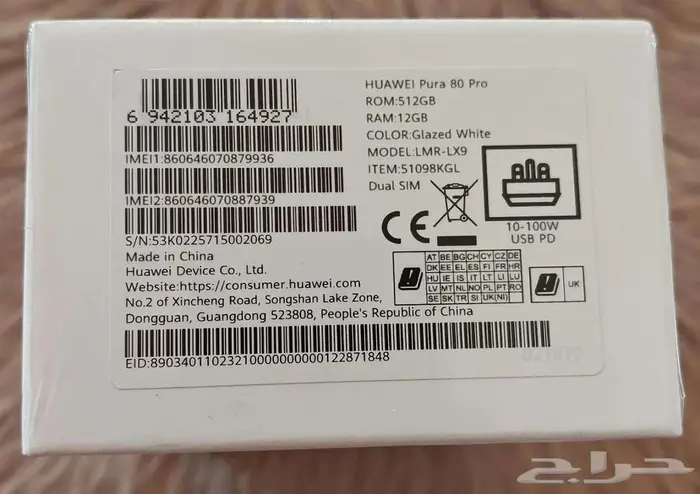 HUAWEI Pura 80 Pro
ROM:512GB
RAM:12GB
COLOR:Glazed White
MODEL:LMR-LX9
ITEM:51098KGL
Dual SIM
6 942103 164927
IMEI1:860646070879936
IMEI2:860646070887939
S/N:53K0225715002069
Made in China
Huawei Device Co., Ltd.
Website:https://consumer.huawei.com
No.2 of Xincheng Road, Songshan Lake Zone,
Dongguan, Guangdong 523808, People's Republic of China
EID:89034011023210000000000122871848
CE
10-100W
USB PD
AT BE BG CH CY CZ DE
DK EE EL ES FI FR HR
HU IE IS IT LT LI LU
LV MT NL NO PL PT RO
SE SK TR SI UK(NI)
UK
حراج